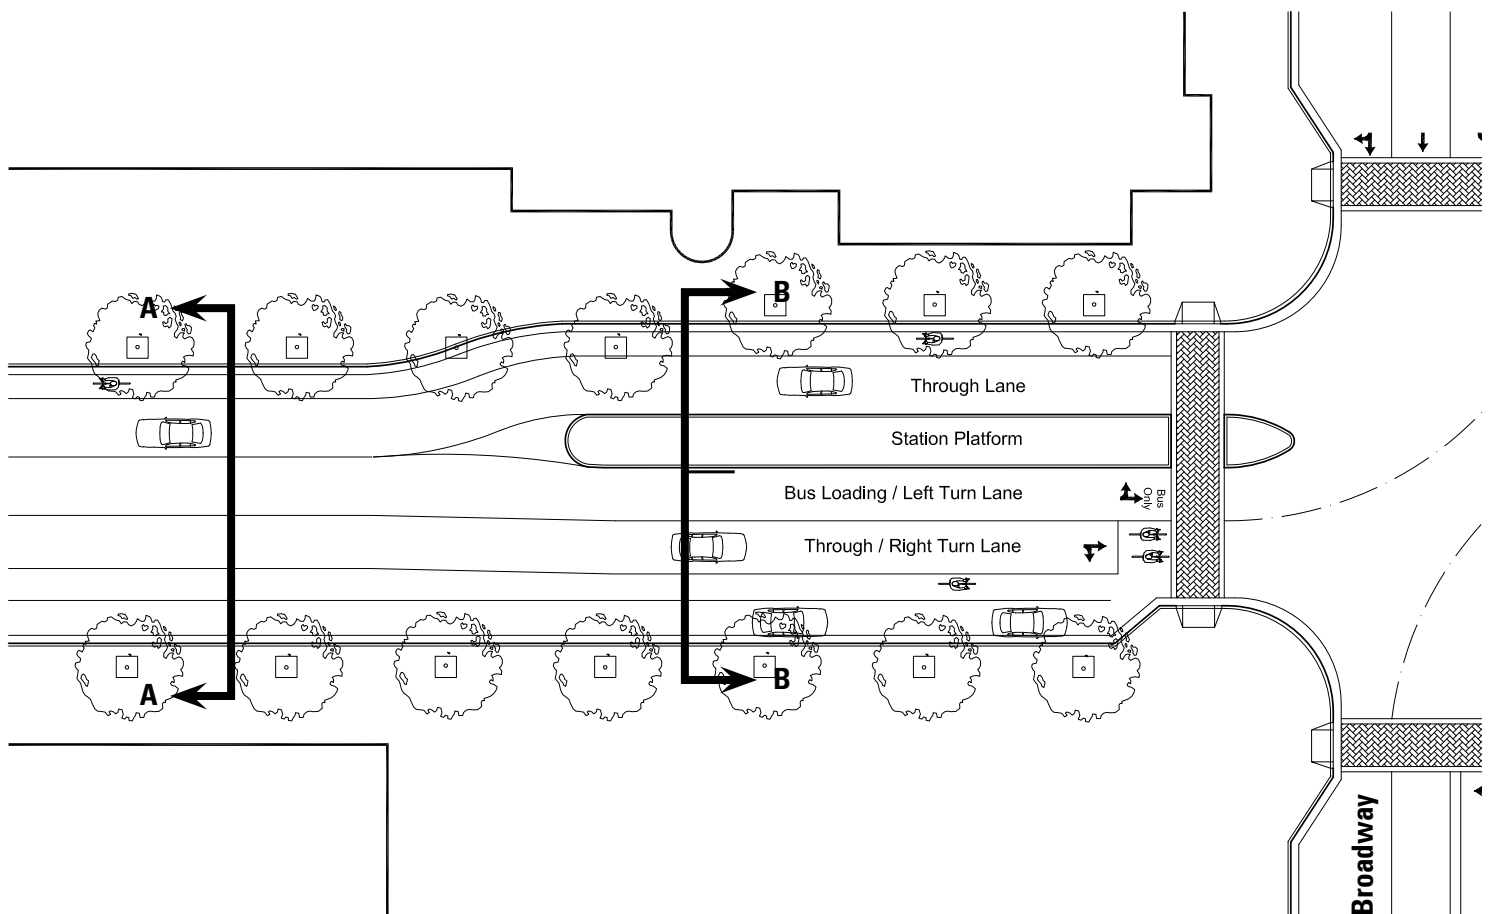 A
B
Through Lane
Station Platform
Bus Loading / Left Turn Lane
Bus
Only
Through / Right Turn Lane
A
B
Broadway